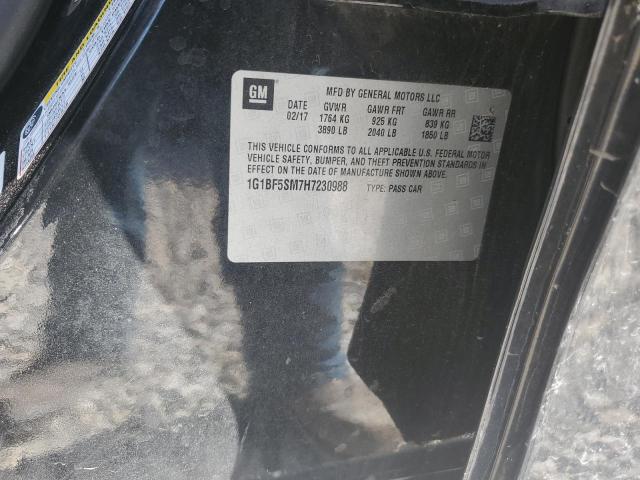 GM
MFD BY GENERAL MOTORS LLC
DATE GVWR GAWR FRT GAWR RR
02/17 1764 KG 925 KG 839 KG
3890 LB 2040 LB 1850 LB
THIS VEHICLE CONFORMS TO ALL APPLICABLE U.S. FEDERAL MOTOR
VEHICLE SAFETY, BUMPER, AND THEFT PREVENTION STANDARDS IN
EFFECT ON THE DATE OF MANUFACTURE SHOWN ABOVE.
1G1BF5SM7H7230988 TYPE: PASS CAR